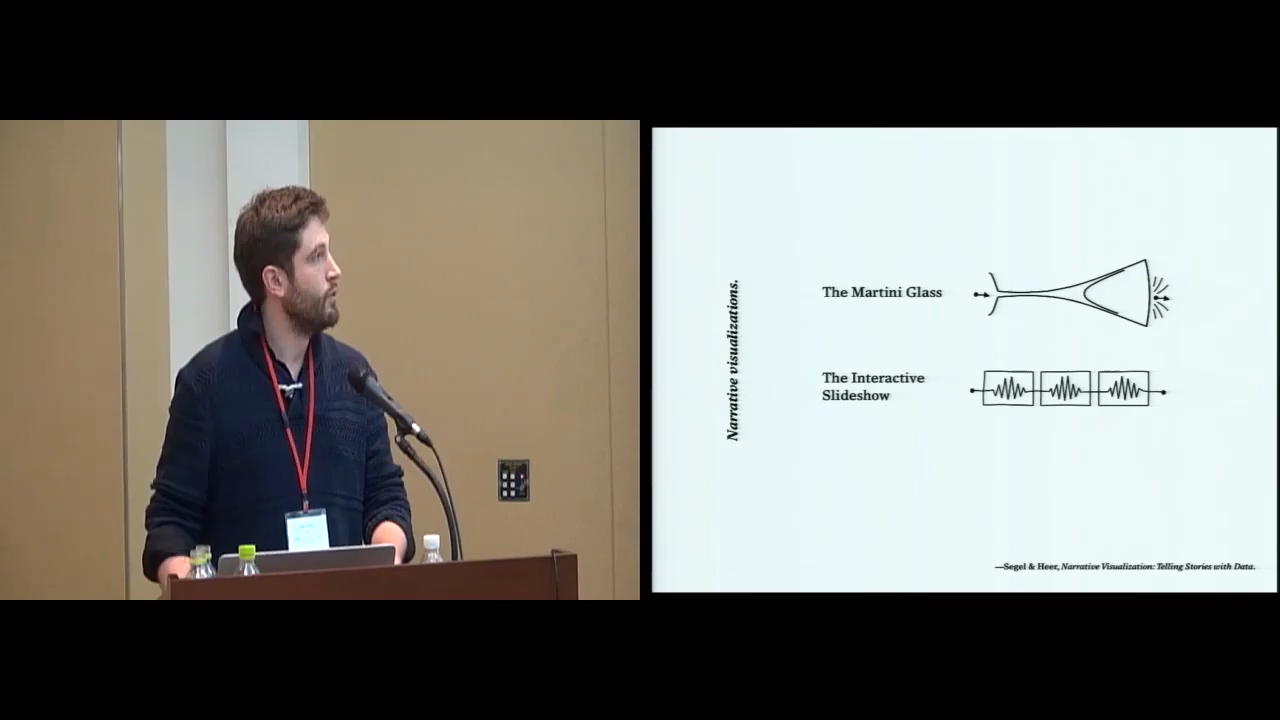 Narrative visualizations.
The Martini Glass
The Interactive
Slideshow
—Segel & Heer, Narrative Visualization: Telling Stories with Data.